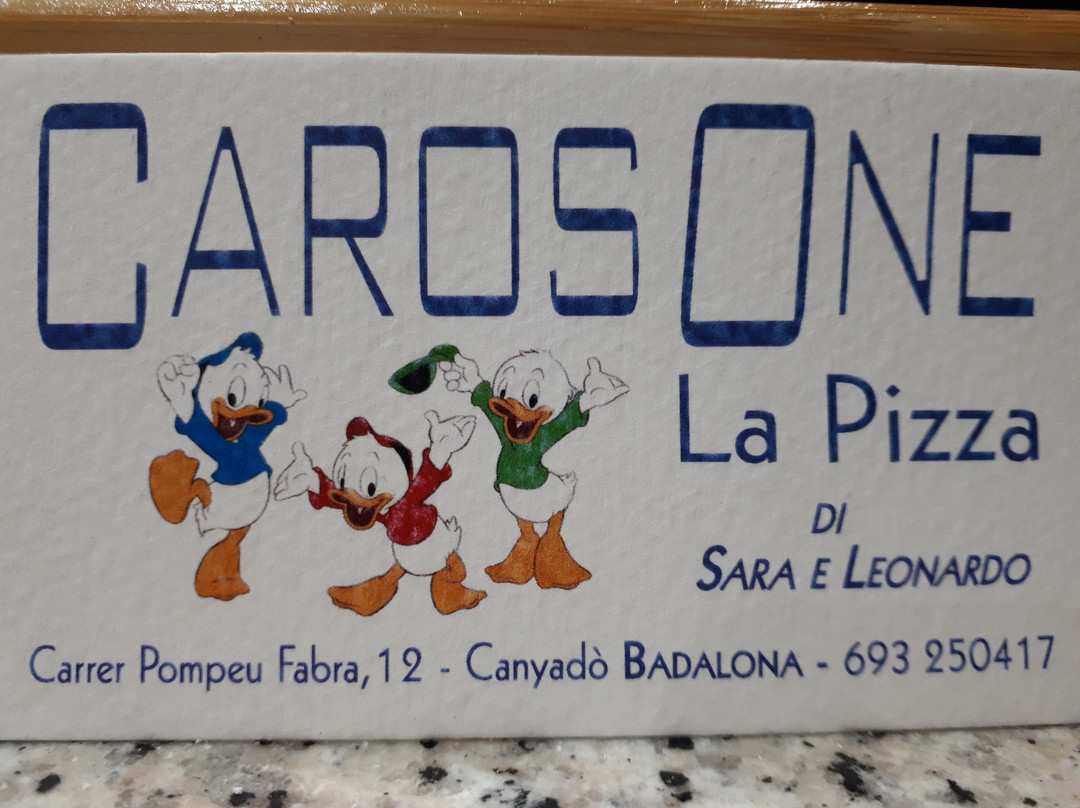 CAROSONE
La Pizza
DI
SARA E LEONARDO
Carrer Pompeu Fabra, 12 - Canyadò BADALONA - 693 250417